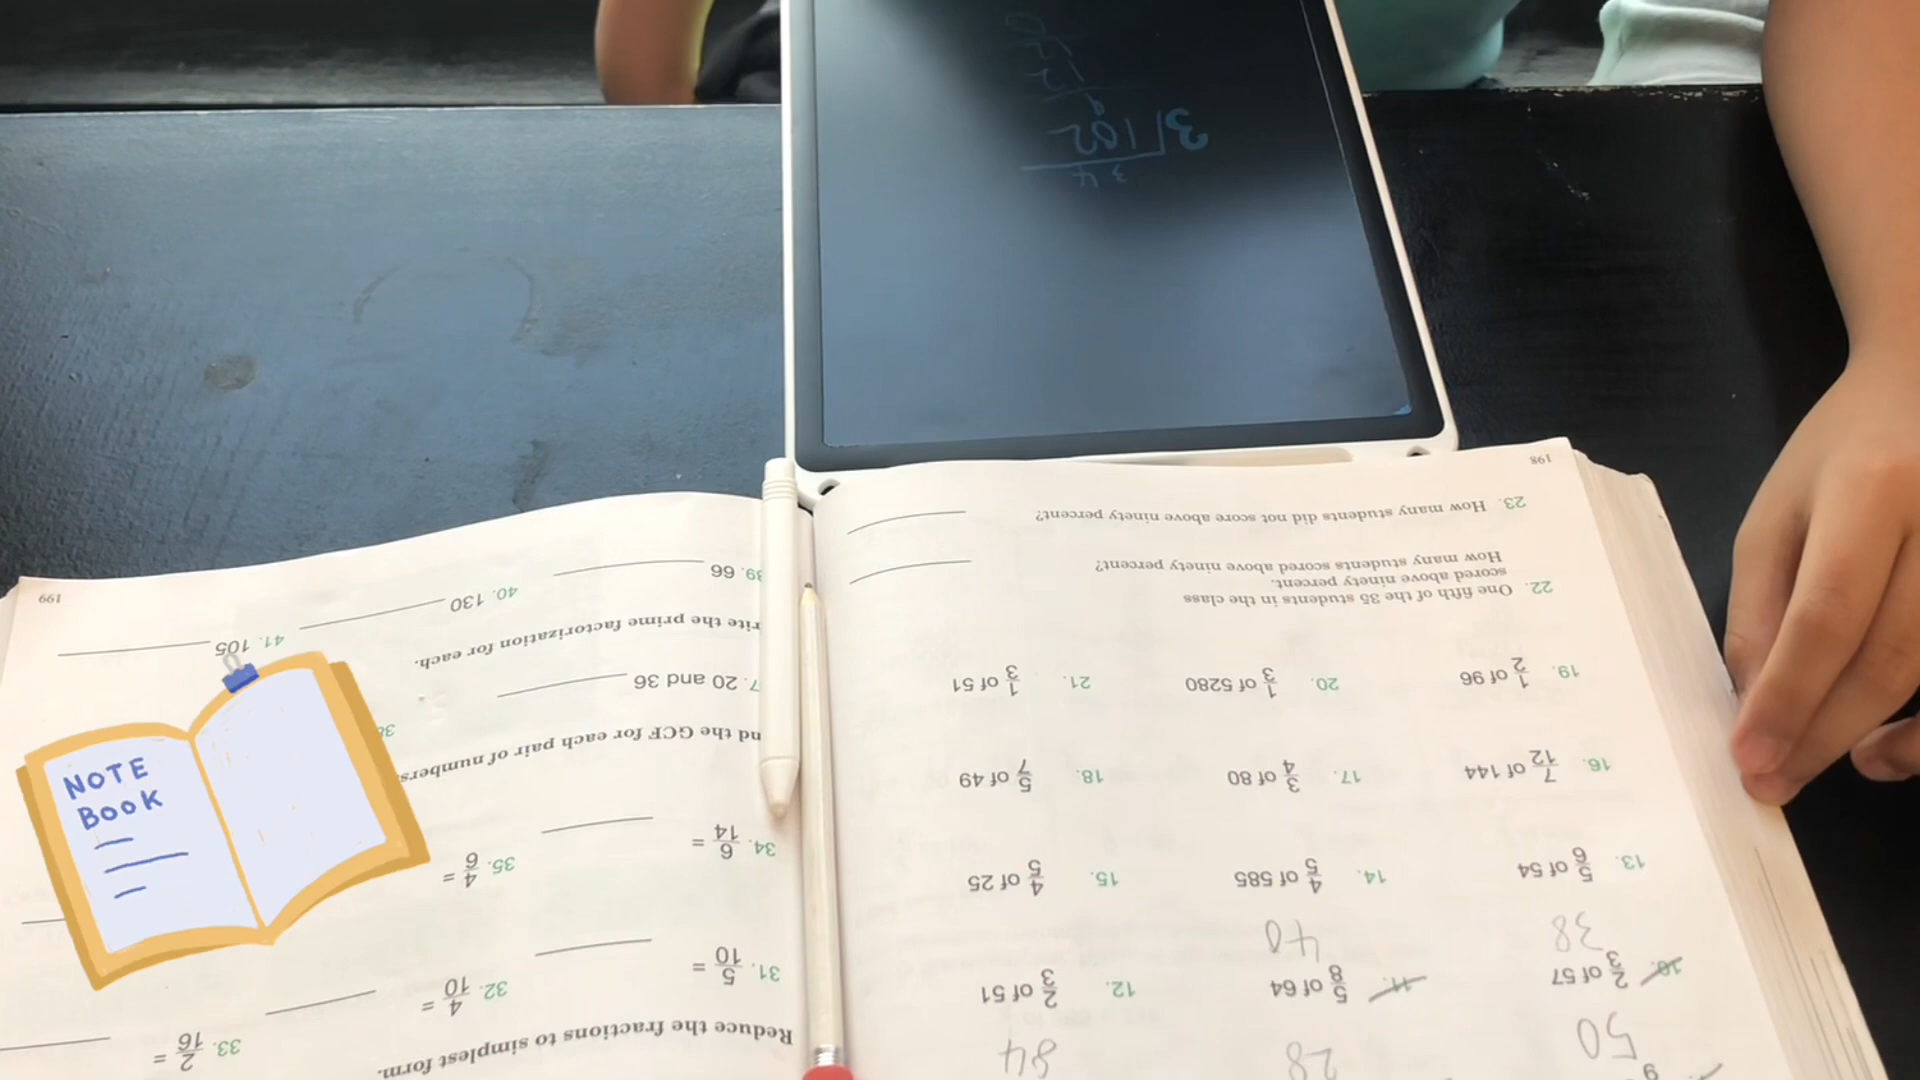 50
28
84
10. 2/3 of 57
11. 5/8 of 64
12. 2/3 of 51
38
40
13. 5/6 of 54
14. 4/5 of 585
15. 4/5 of 25
16. 7/12 of 144
17. 3/4 of 80
18. 5/7 of 49
19. 1/2 of 96
20. 1/3 of 5280
21. 1/3 of 51
22. One fifth of the 35 students in the class
scored above ninety percent.
How many students scored above ninety percent?
23. How many students did not score above ninety percent?
198
Reduce the fractions to simplest form.
31. 5/10 =
32. 4/10 =
33. 2/16 =
34. 6/14 =
35. 4/6 =
the GCF for each pair of numbers
20 and 36
the prime factorization for each.
39. 66
40. 130
41. 105
199
34
3 102
12
NOTE
BOOK